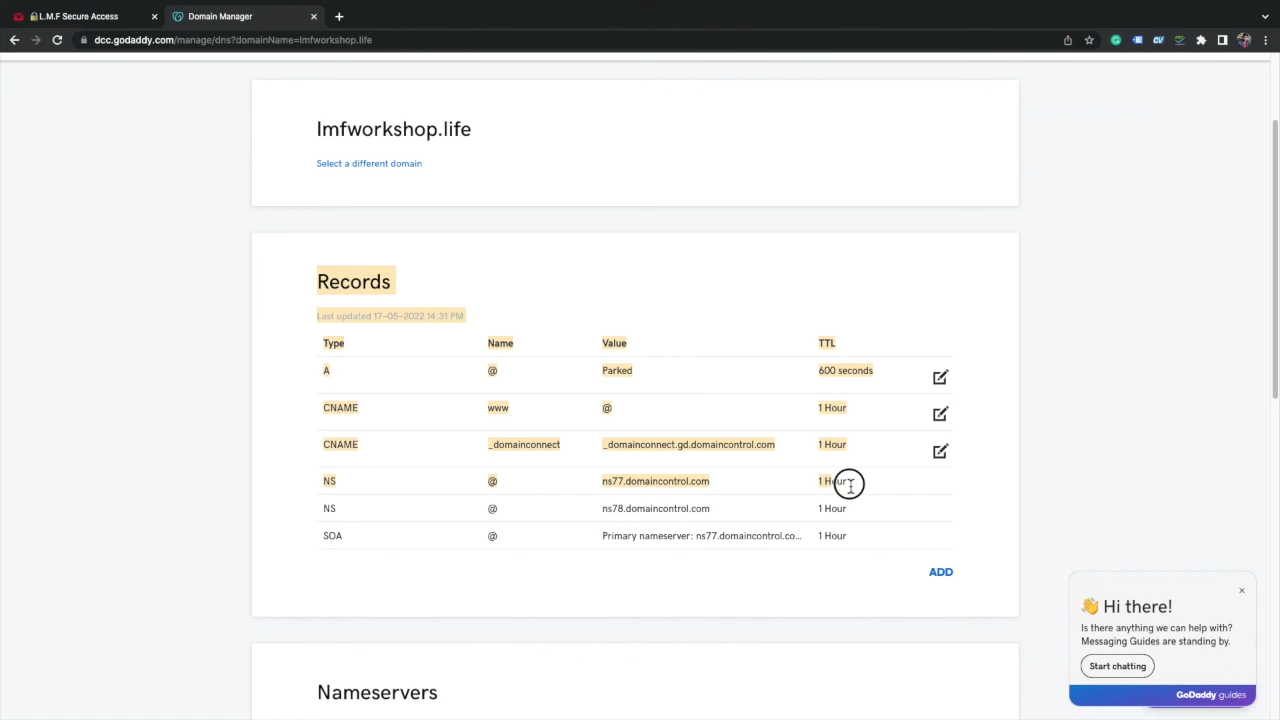 🔒L.M.F Secure Access
Domain Manager
dcc.godaddy.com/manage/dns?domainName=lmfworkshop.life
lmfworkshop.life
Select a different domain
Records
Last updated 17-05-2022 14:31 PM
Type Name Value TTL
A @ Parked 600 seconds
CNAME www @ 1 Hour
CNAME _domainconnect _domainconnect.gd.domaincontrol.com 1 Hour
NS @ ns77.domaincontrol.com 1 Hour
NS @ ns78.domaincontrol.com 1 Hour
SOA @ Primary nameserver: ns77.domaincontrol.co... 1 Hour
ADD
👋 Hi there!
Is there anything we can help with?
Messaging Guides are standing by.
Start chatting
GoDaddy guides
Nameservers